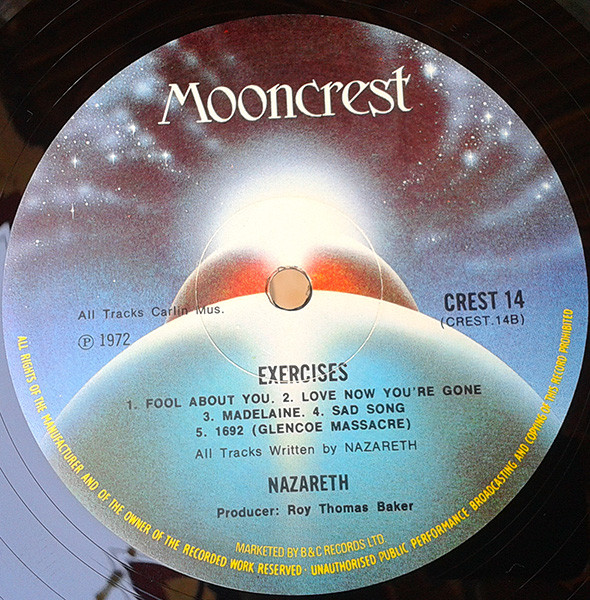 Mooncrest
All Tracks Carlin Mus.
Ⓟ 1972
CREST 14
(CREST.14B)
EXERCISES
1. FOOL ABOUT YOU. 2. LOVE NOW YOU'RE GONE
3. MADELAINE. 4. SAD SONG
5. 1692 (GLENCOE MASSACRE)
All Tracks Written by NAZARETH
NAZARETH
Producer: Roy Thomas Baker
MARKETED BY B&C RECORDS LTD.
ALL RIGHTS OF THE MANUFACTURER AND OF THE OWNER OF THE RECORDED WORK RESERVED · UNAUTHORISED PUBLIC PERFORMANCE BROADCASTING AND COPYING OF THIS RECORD PROHIBITED